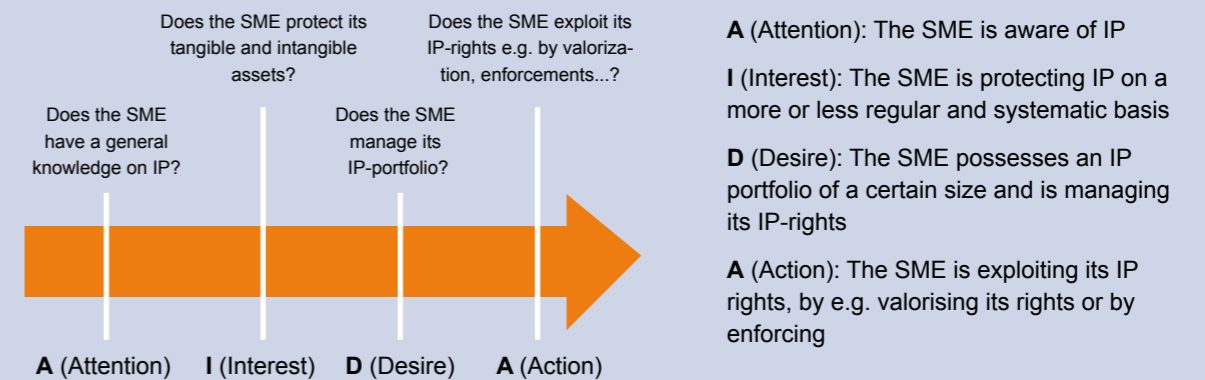 Does the SME protect its
tangible and intangible
assets?
Does the SME exploit its
IP-rights e.g. by valoriza-
tion, enforcements...?
Does the SME
have a general
knowledge on IP?
Does the SME
manage its
IP-portfolio?
A (Attention)
I (Interest)
D (Desire)
A (Action)
A (Attention): The SME is aware of IP
I (Interest): The SME is protecting IP on a
more or less regular and systematic basis
D (Desire): The SME possesses an IP
portfolio of a certain size and is managing
its IP-rights
A (Action): The SME is exploiting its IP
rights, by e.g. valorising its rights or by
enforcing